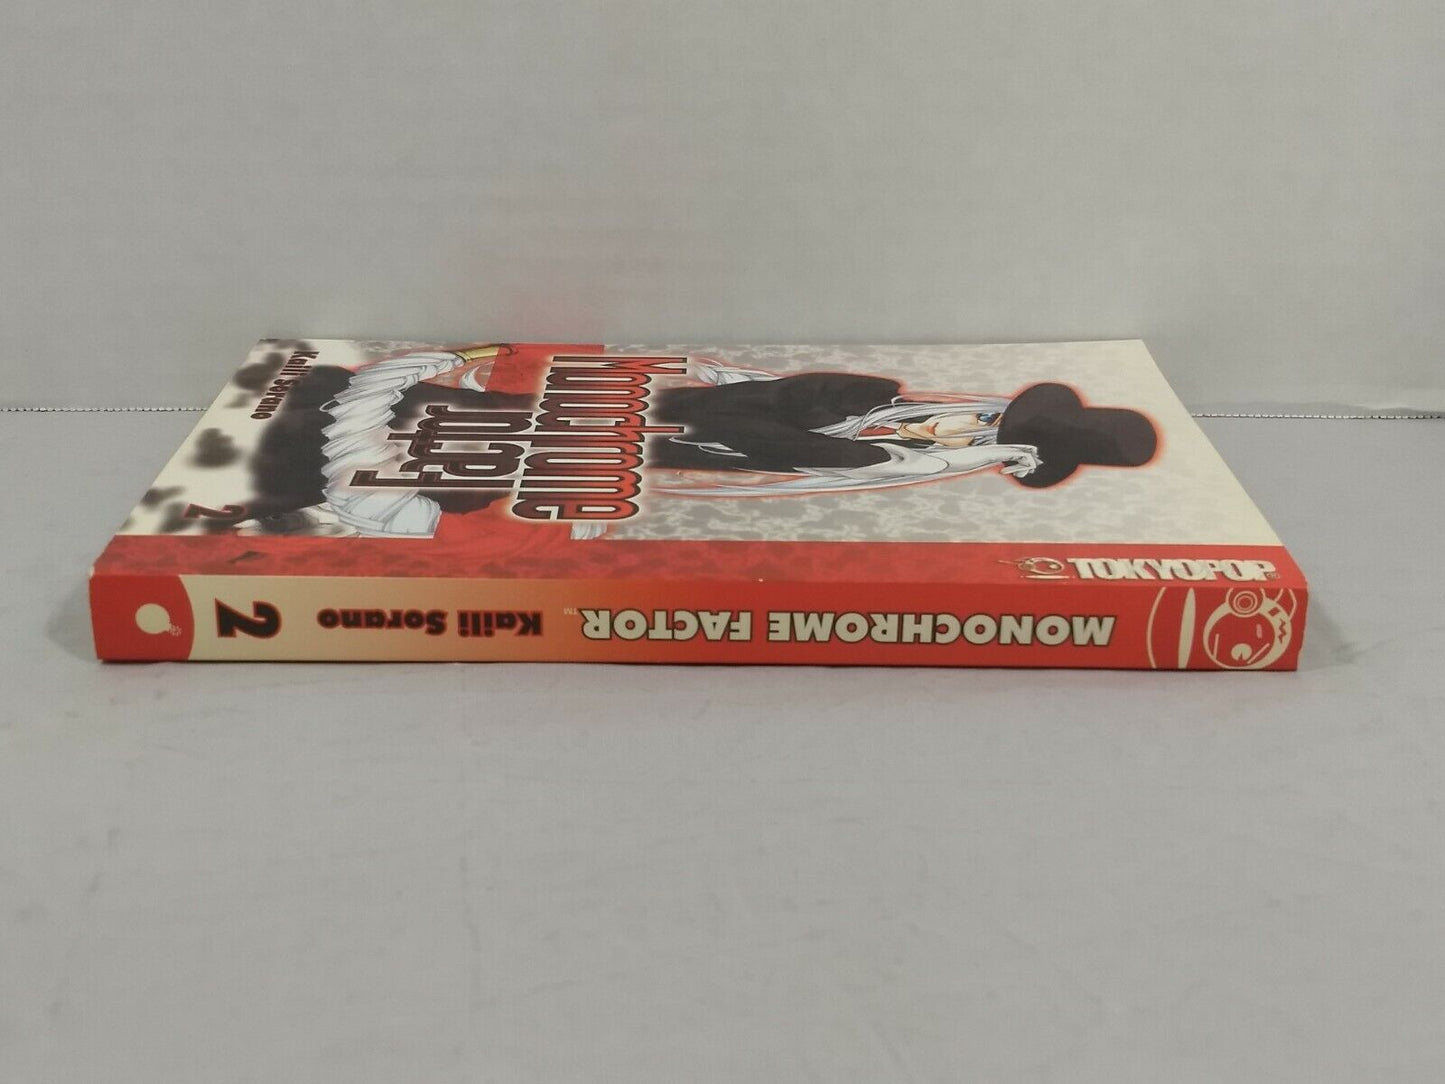 Kaili Sorano
Monochrome
Factor
2
TOKYOPOP®
MONOCHROME FACTOR™ Kaili Sorano 2